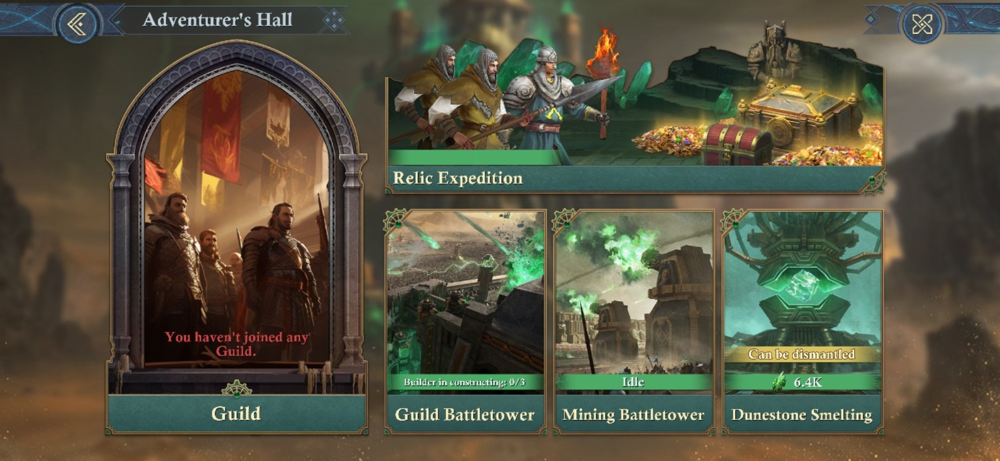 Adventurer's Hall
You haven't joined any
Guild.
Guild
Relic Expedition
Builder in constructing: 0/3
Guild Battletower
Idle
Mining Battletower
Can be dismantled
6.4K
Dunestone Smelting